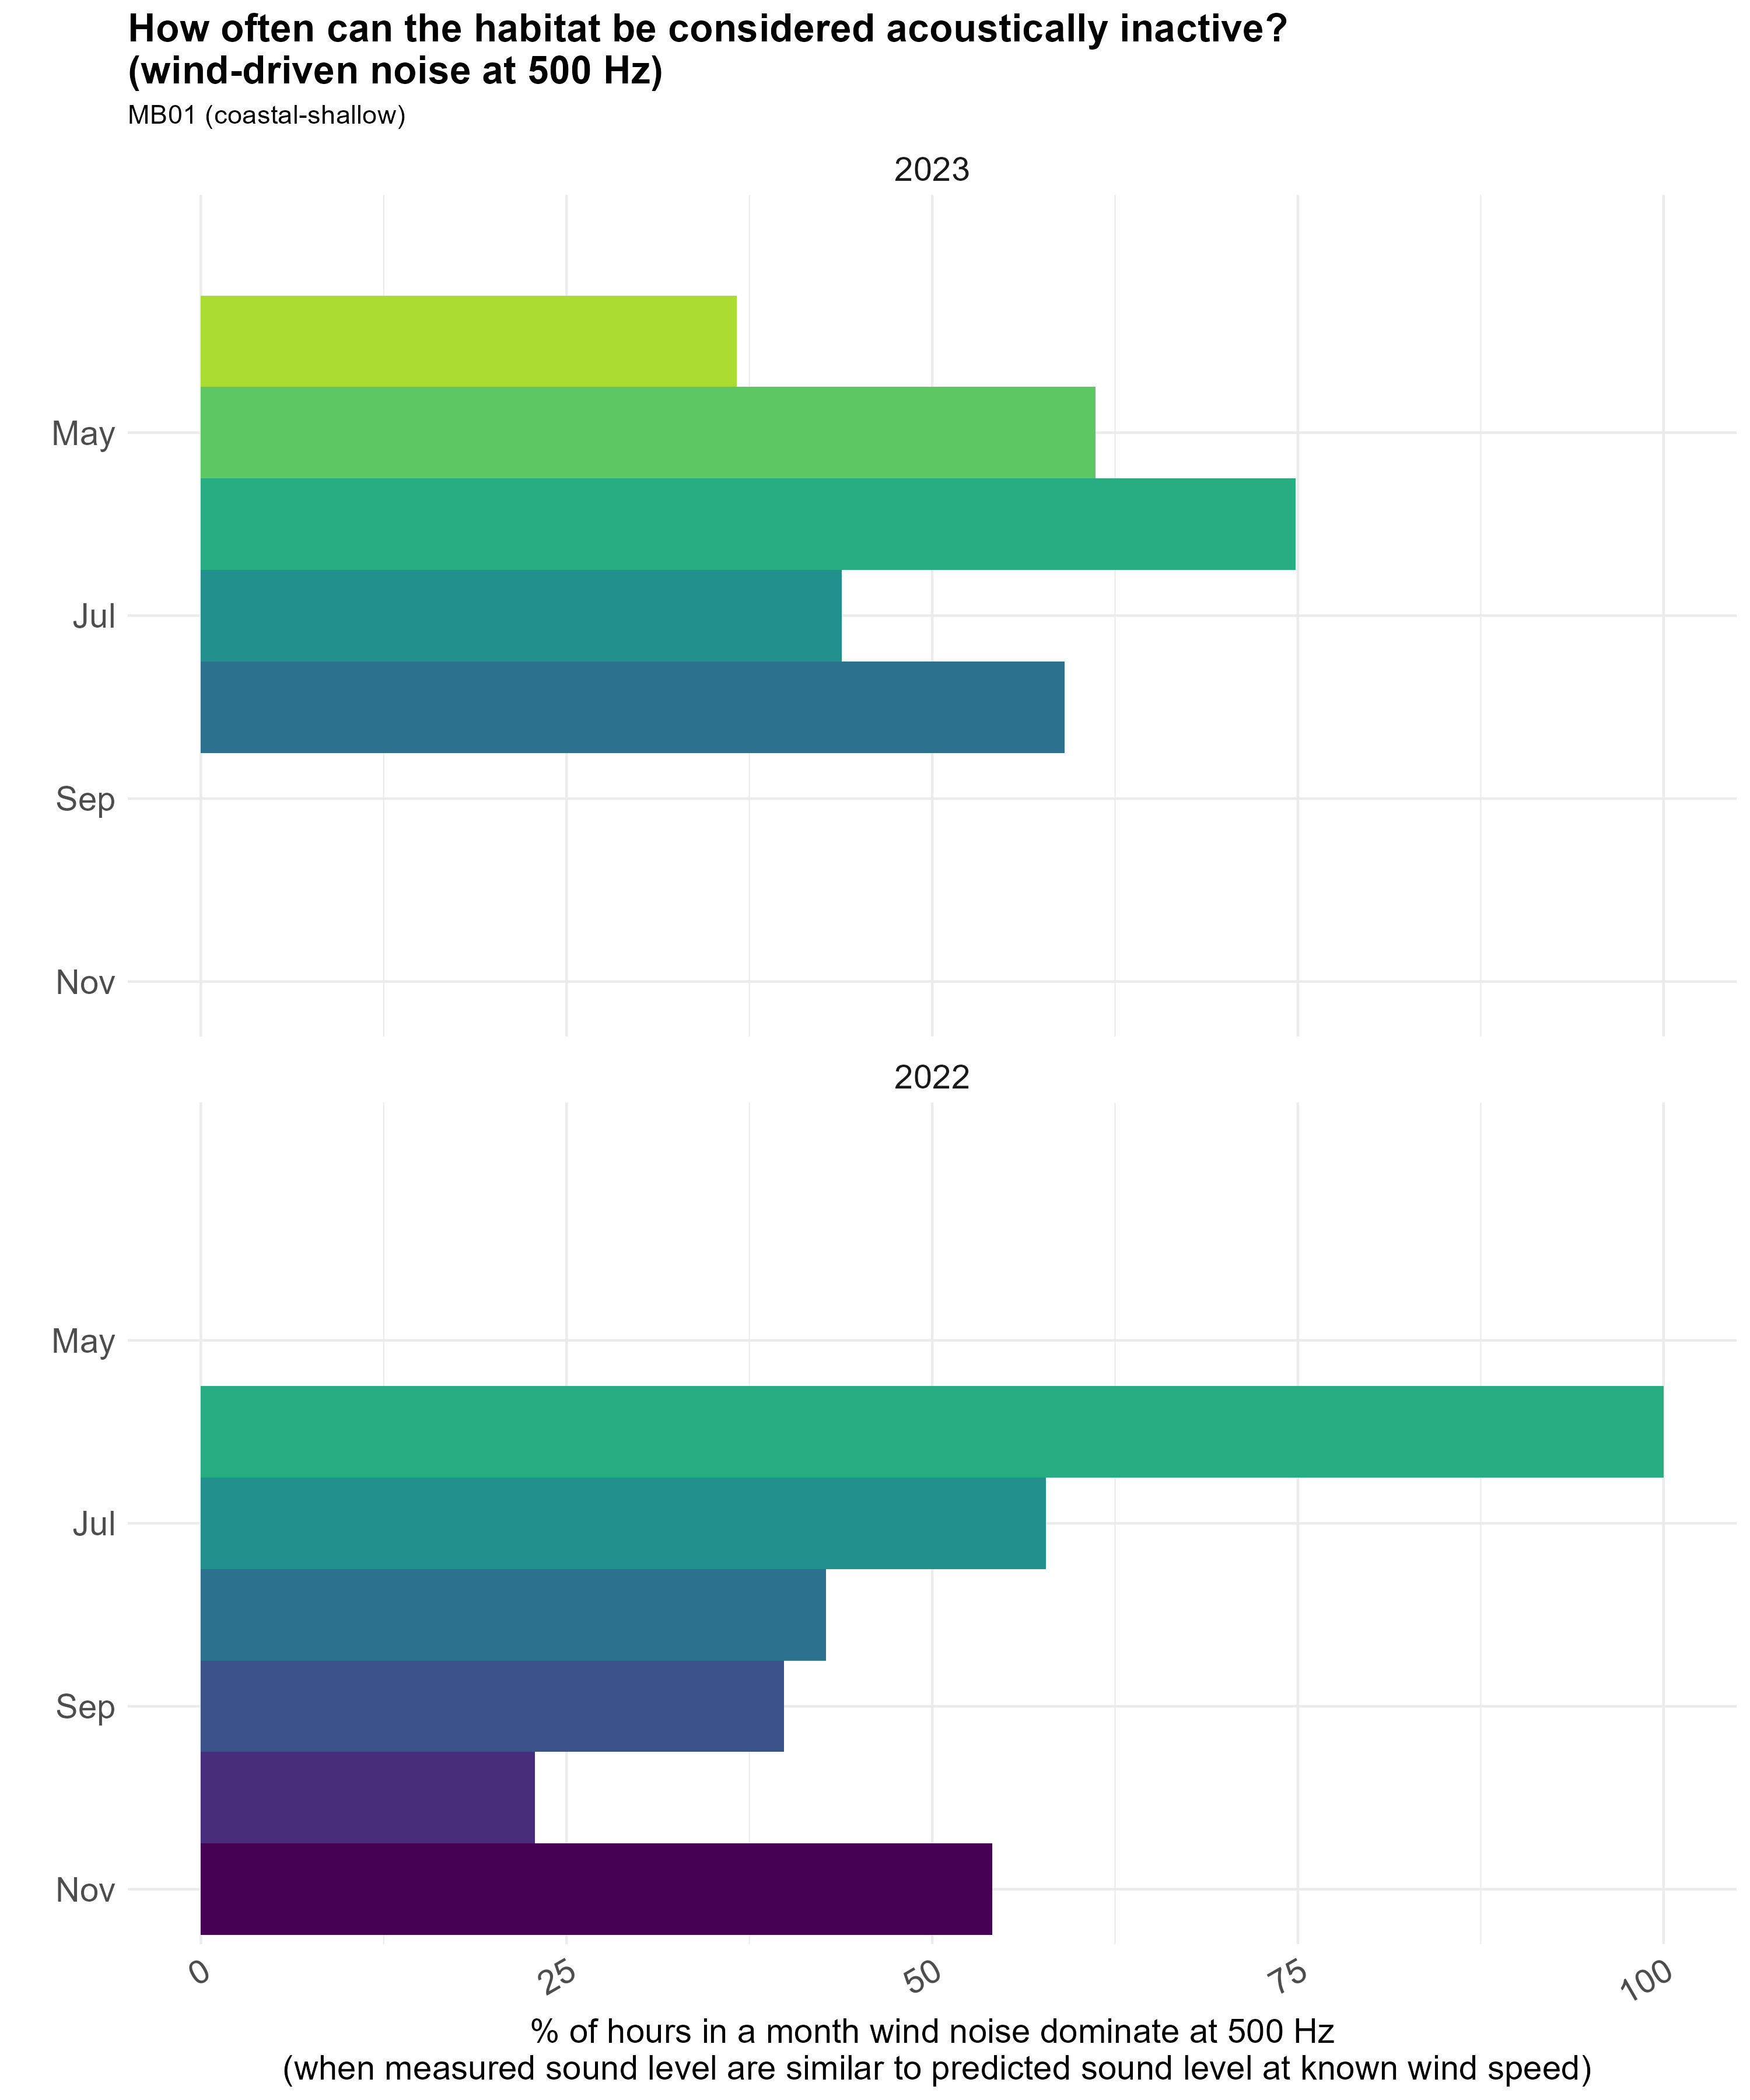 How often can the habitat be considered acoustically inactive?
(wind-driven noise at 500 Hz)
MB01 (coastal-shallow)
2023
May
Jul
Sep
Nov
2022
May
Jul
Sep
Nov
0
25
50
75
100
% of hours in a month wind noise dominate at 500 Hz
(when measured sound level are similar to predicted sound level at known wind speed)